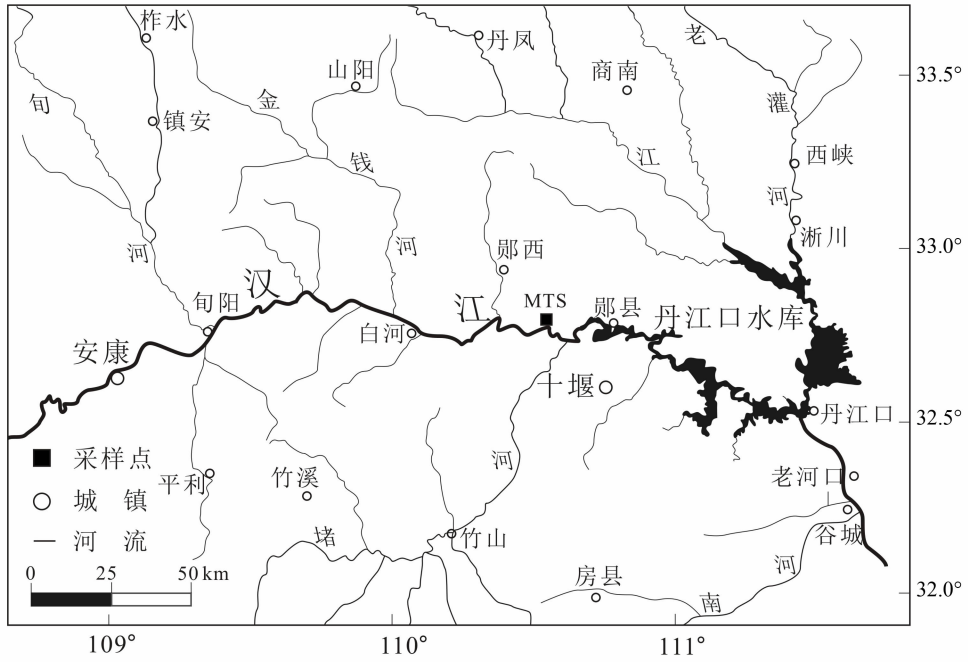 柞水
丹凤
老
33.5°
山阳
商南
旬
金
灌
镇安
钱
江
西峡
河
33.0°
河
河
郧西
淅川
汉
江
MTS
旬阳
郧县
丹江口水库
白河
安康
十堰
丹江口
32.5°
采样点
河
平利
竹溪
老河口
城 镇
河 流
堵
竹山
谷城
0 25 50 km
房县
南
河
32.0°
109° 110° 111°